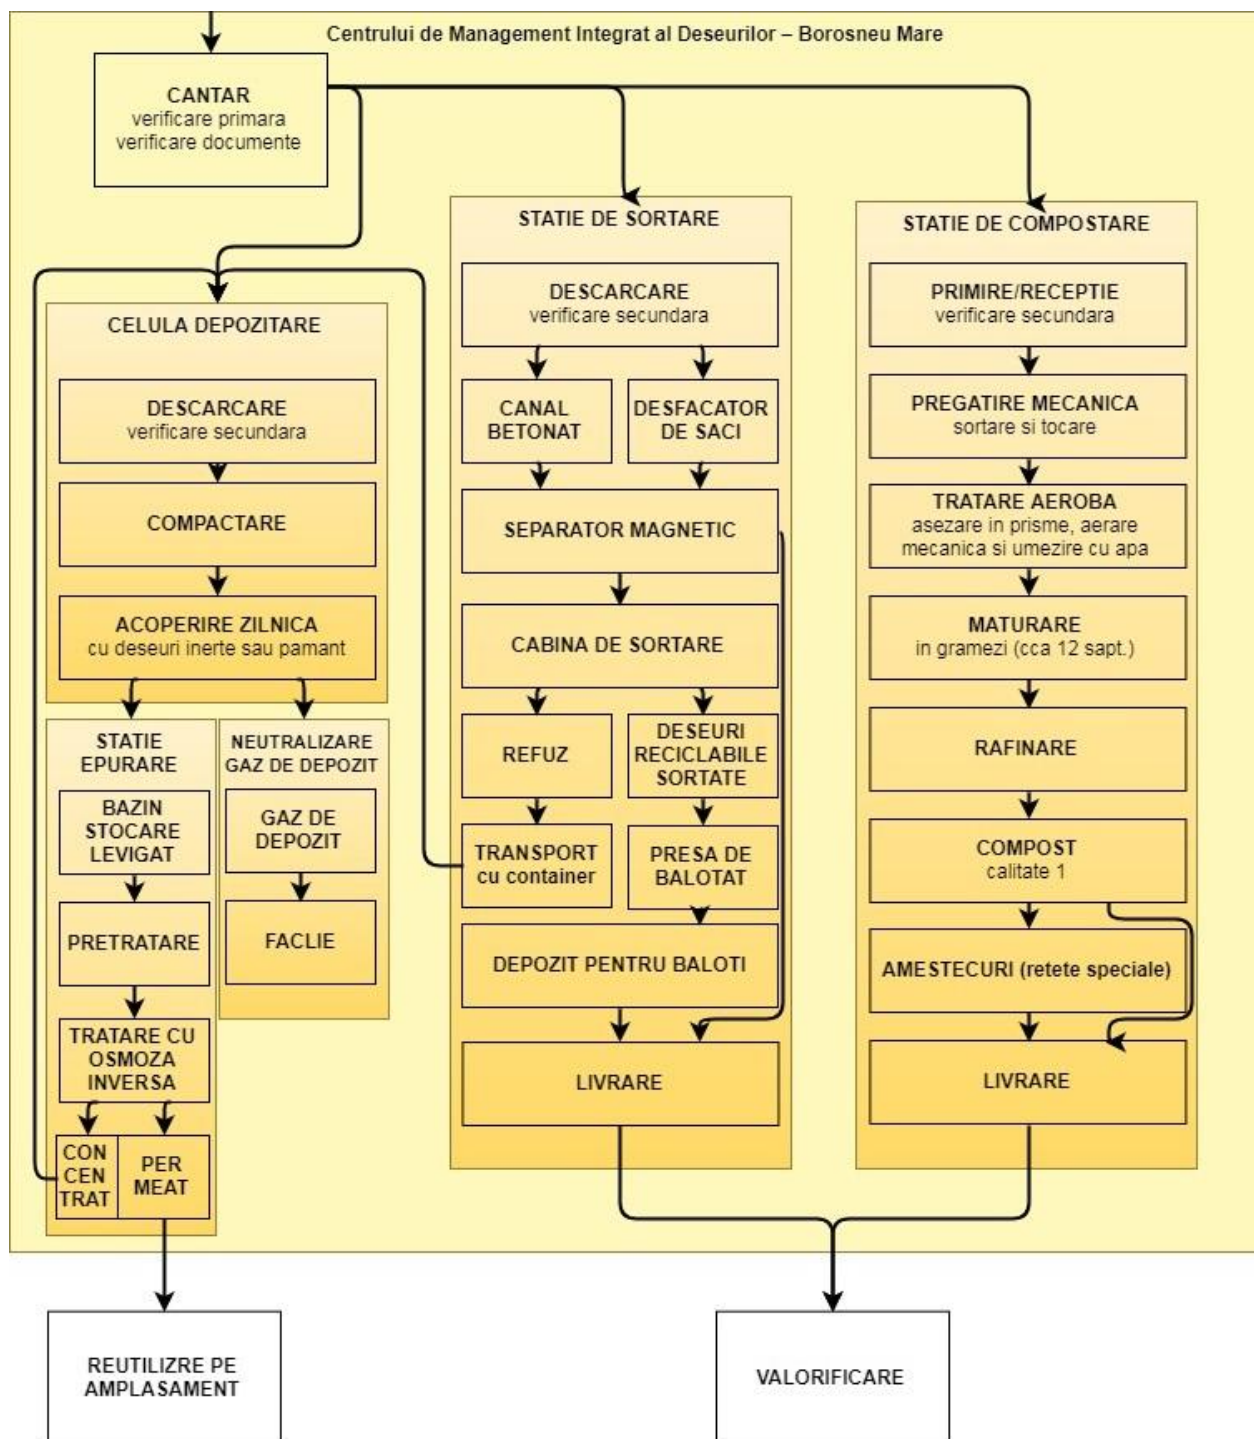 Centrului de Management Integrat al Deseurilor – Borosneu Mare
CANTAR
verificare primara
verificare documente
CELULA DEPOZITARE
DESCARCARE
verificare secundara
COMPACTARE
ACOPERIRE ZILNICA
cu deseuri inerte sau pamant
STATIE
EPURARE
BAZIN
STOCARE
LEVIGAT
PRETRATARE
TRATARE CU
OSMOZA
INVERSA
CON
CEN
TRAT
PER
MEAT
NEUTRALIZARE
GAZ DE DEPOZIT
GAZ DE
DEPOZIT
FACLIE
STATIE DE SORTARE
DESCARCARE
verificare secundara
CANAL
BETONAT
DESFACATOR
DE SACI
SEPARATOR MAGNETIC
CABINA DE SORTARE
REFUZ
DESEURI
RECICLABILE
SORTATE
TRANSPORT
cu container
PRESA DE
BALOTAT
DEPOZIT PENTRU BALOTI
LIVRARE
STATIE DE COMPOSTARE
PRIMIRE/RECEPTIE
verificare secundara
PREGATIRE MECANICA
sortare si tocare
TRATARE AEROBA
asezare in prisme, aerare
mecanica si umezire cu apa
MATURARE
in gramezi (cca 12 sapt.)
RAFINARE
COMPOST
calitate 1
AMESTECURI (retete speciale)
LIVRARE
REUTILIZRE PE
AMPLASAMENT
VALORIFICARE